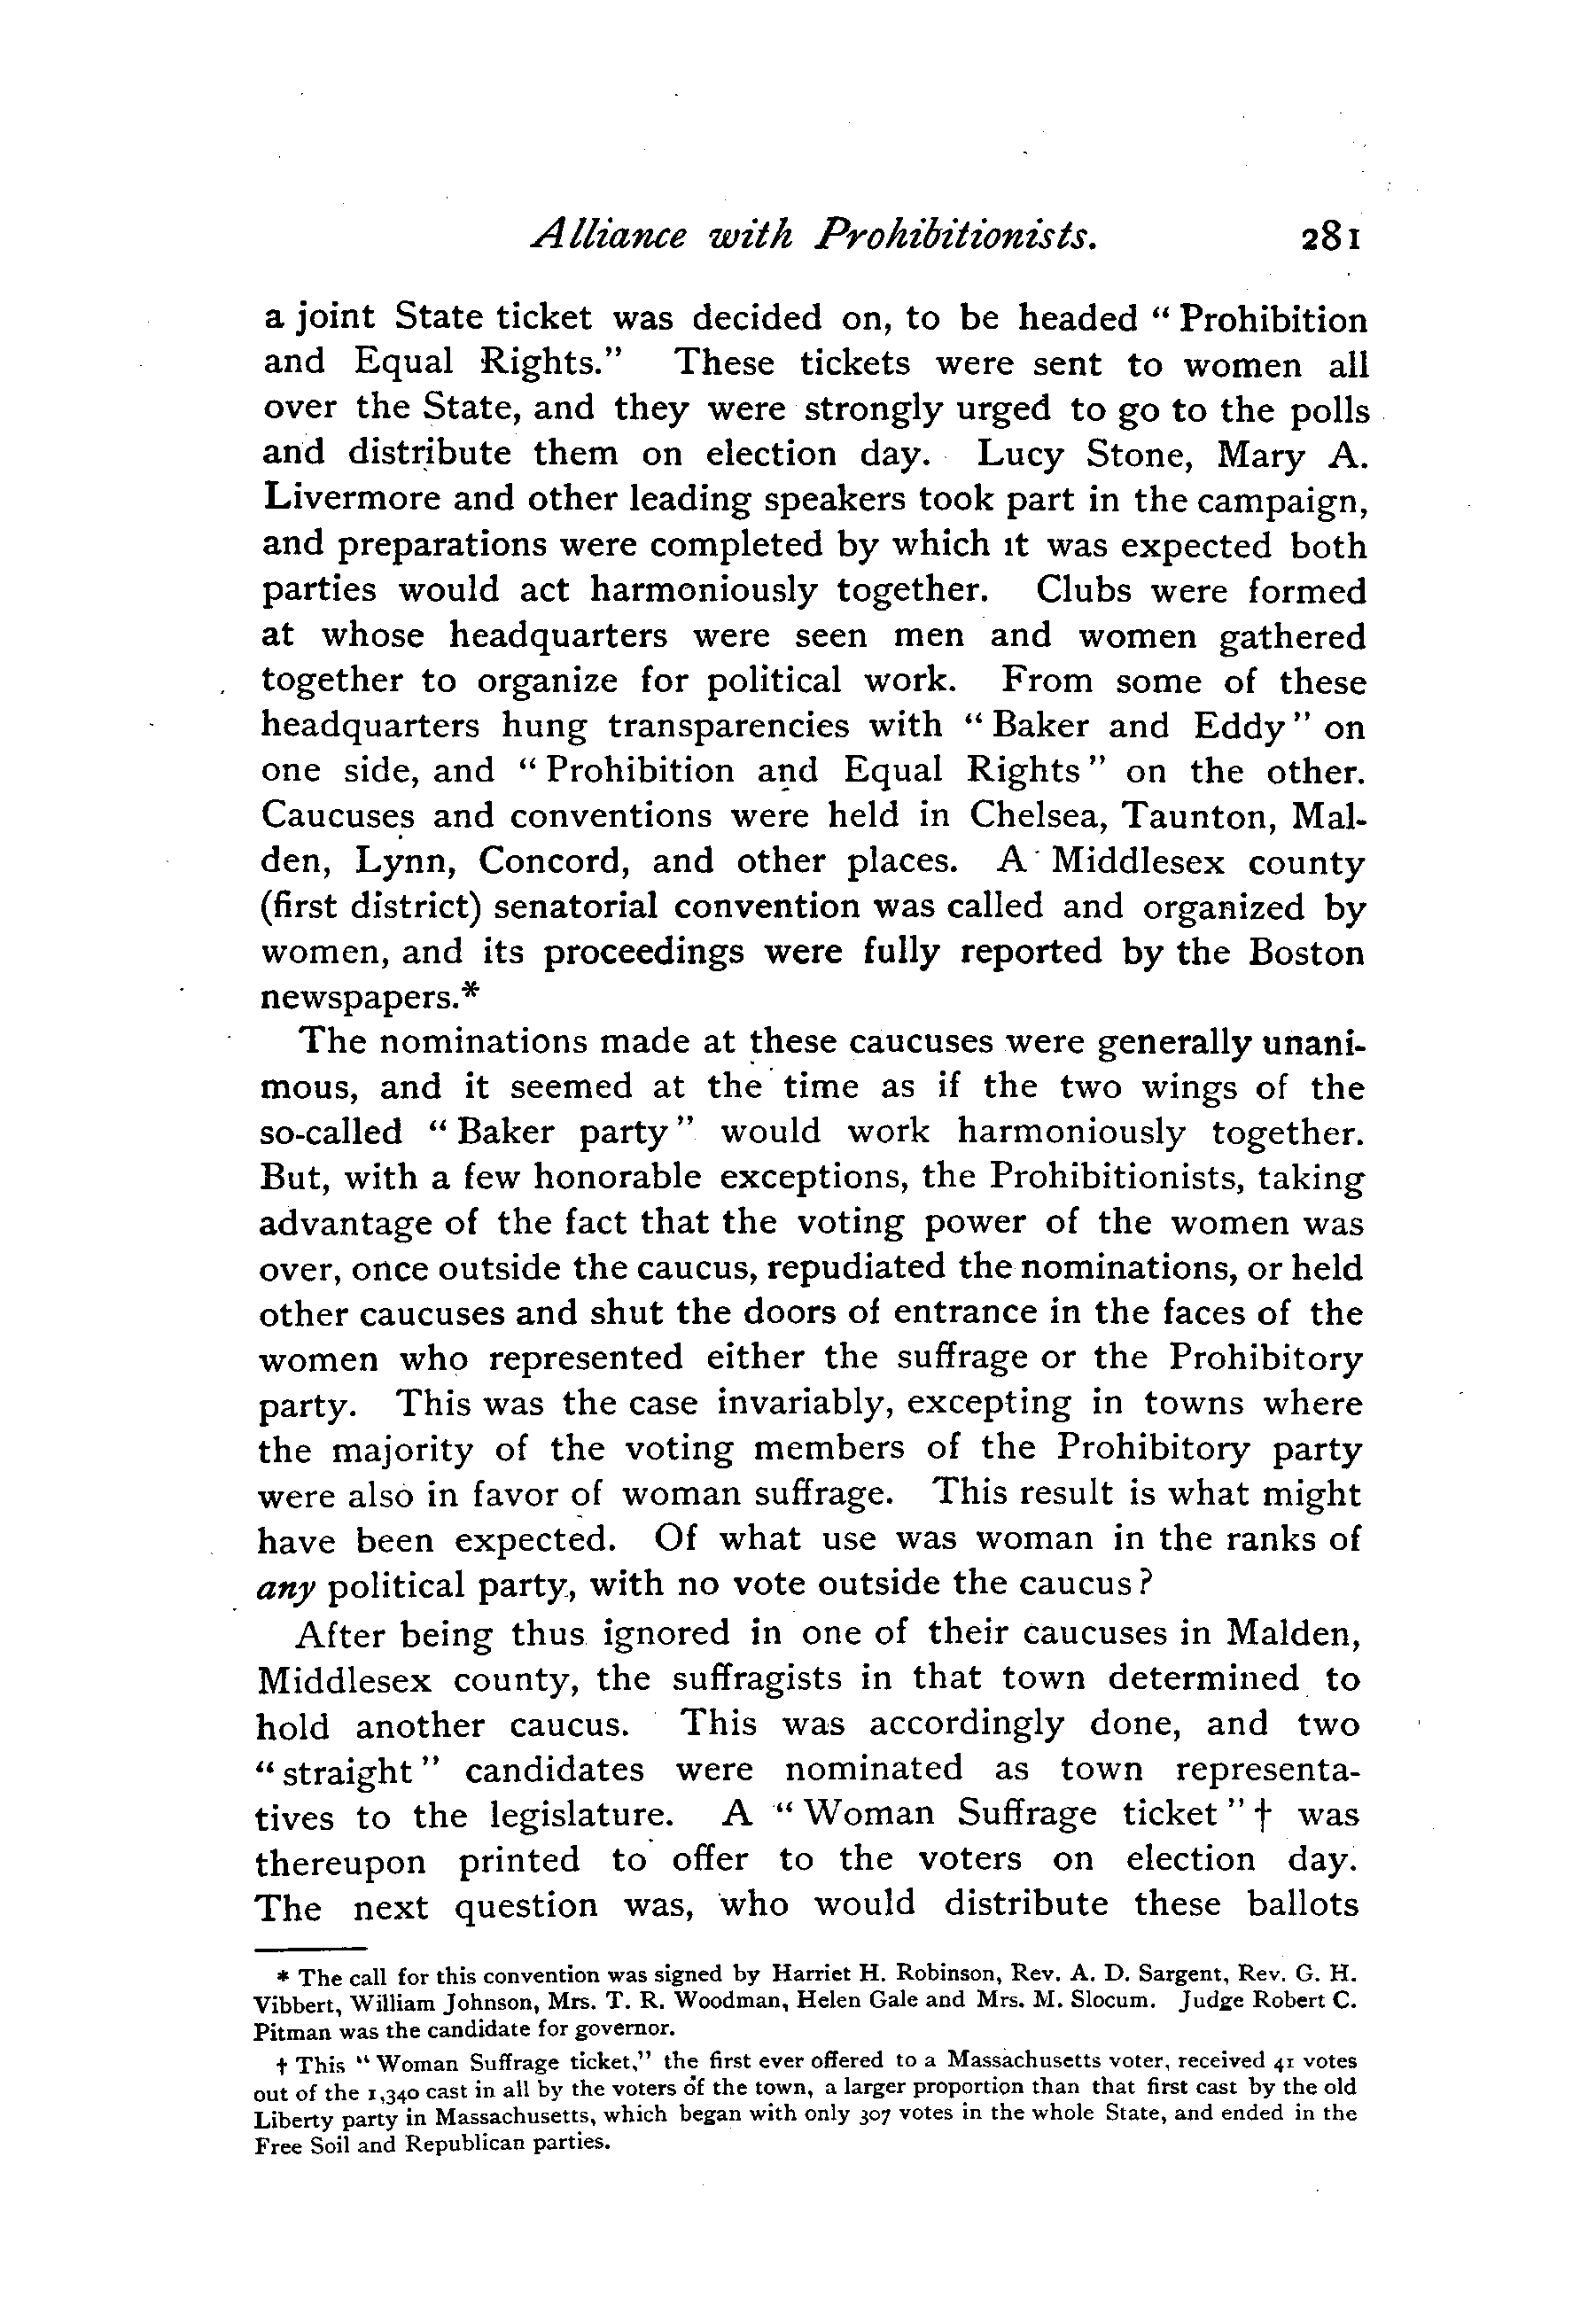 Alliance with Prohibitionists. 281
a joint State ticket was decided on, to be headed “Prohibition
and Equal Rights.” These tickets were sent to women all
over the State, and they were strongly urged to go to the polls
and distribute them on election day. Lucy Stone, Mary A.
Livermore and other leading speakers took part in the campaign,
and preparations were completed by which it was expected both
parties would act harmoniously together. Clubs were formed
at whose headquarters were seen men and women gathered
together to organize for political work. From some of these
headquarters hung transparencies with “Baker and Eddy” on
one side, and “Prohibition and Equal Rights” on the other.
Caucuses and conventions were held in Chelsea, Taunton, Mal-
den, Lynn, Concord, and other places. A Middlesex county
(first district) senatorial convention was called and organized by
women, and its proceedings were fully reported by the Boston
newspapers.*
The nominations made at these caucuses were generally unani-
mous, and it seemed at the time as if the two wings of the
so-called “Baker party” would work harmoniously together.
But, with a few honorable exceptions, the Prohibitionists, taking
advantage of the fact that the voting power of the women was
over, once outside the caucus, repudiated the nominations, or held
other caucuses and shut the doors of entrance in the faces of the
women who represented either the suffrage or the Prohibitory
party. This was the case invariably, excepting in towns where
the majority of the voting members of the Prohibitory party
were also in favor of woman suffrage. This result is what might
have been expected. Of what use was woman in the ranks of
any political party, with no vote outside the caucus?
After being thus ignored in one of their caucuses in Malden,
Middlesex county, the suffragists in that town determined to
hold another caucus. This was accordingly done, and two
“straight” candidates were nominated as town representa-
tives to the legislature. A “Woman Suffrage ticket”† was
thereupon printed to offer to the voters on election day.
The next question was, who would distribute these ballots
* The call for this convention was signed by Harriet H. Robinson, Rev. A. D. Sargent, Rev. G. H.
Vibbert, William Johnson, Mrs. T. R. Woodman, Helen Gale and Mrs. M. Slocum. Judge Robert C.
Pitman was the candidate for governor.
† This “Woman Suffrage ticket,” the first ever offered to a Massachusetts voter, received 41 votes
out of the 1,340 cast in all by the voters of the town, a larger proportion than that first cast by the old
Liberty party in Massachusetts, which began with only 307 votes in the whole State, and ended in the
Free Soil and Republican parties.